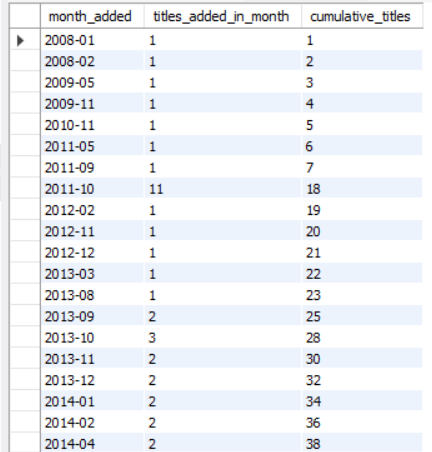 month_added titles_added_in_month cumulative_titles
2008-01 1 1
2008-02 1 2
2009-05 1 3
2009-11 1 4
2010-11 1 5
2011-05 1 6
2011-09 1 7
2011-10 11 18
2012-02 1 19
2012-11 1 20
2012-12 1 21
2013-03 1 22
2013-08 1 23
2013-09 2 25
2013-10 3 28
2013-11 2 30
2013-12 2 32
2014-01 2 34
2014-02 2 36
2014-04 2 38